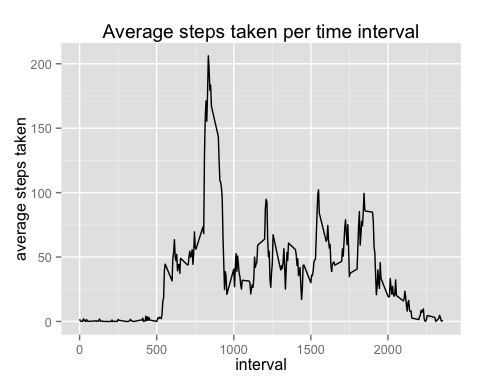 Average steps taken per time interval
average steps taken
200
150
100
50
0
0 500 1000 1500 2000
interval